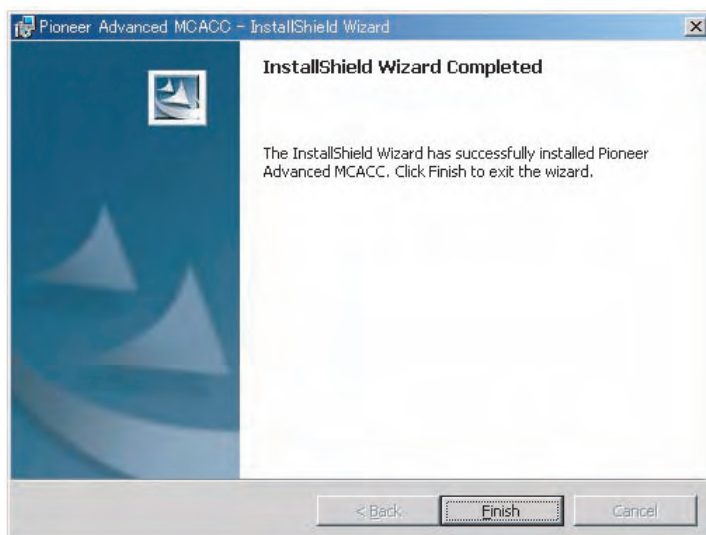 Pioneer Advanced MCACC - InstallShield Wizard
InstallShield Wizard Completed
The InstallShield Wizard has successfully installed Pioneer
Advanced MCACC. Click Finish to exit the wizard.
< Back
Finish
Cancel